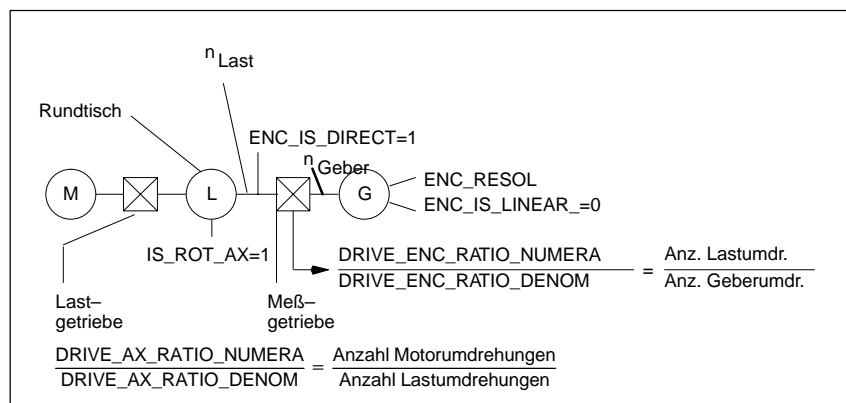 n Last
Rundtisch
ENC_IS_DIRECT=1
n Geber
M
L
G
ENC_RESOL
ENC_IS_LINEAR_=0
IS_ROT_AX=1
DRIVE_ENC_RATIO_NUMERA
DRIVE_ENC_RATIO_DENOM
=
Anz. Lastumdr.
Anz. Geberumdr.
Last–
getriebe
Meß–
getriebe
DRIVE_AX_RATIO_NUMERA
DRIVE_AX_RATIO_DENOM
=
Anzahl Motorumdrehungen
Anzahl Lastumdrehungen